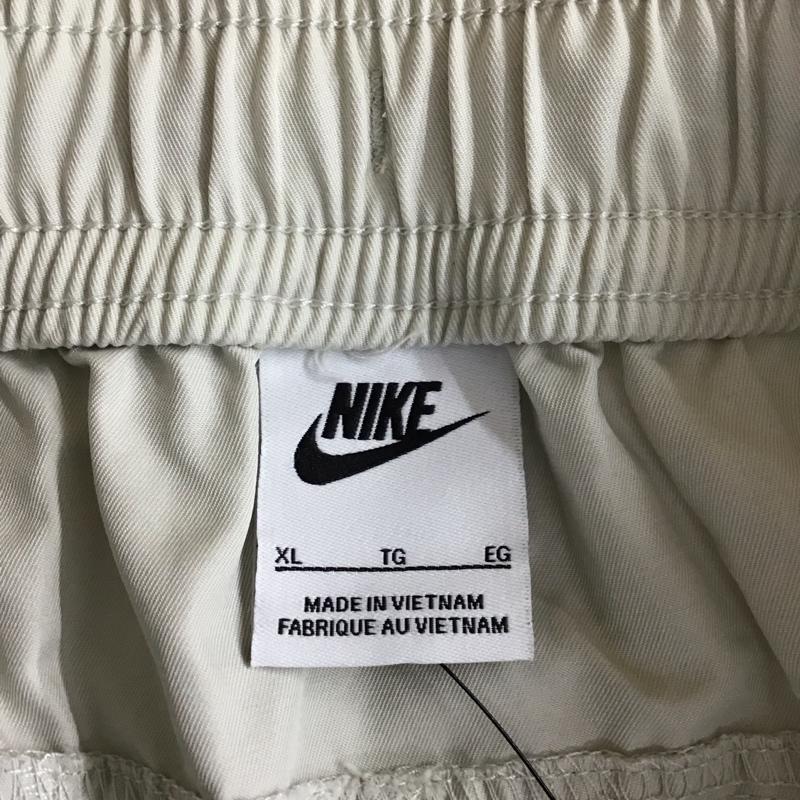 NIKE
XL TG EG
MADE IN VIETNAM
FABRIQUE AU VIETNAM